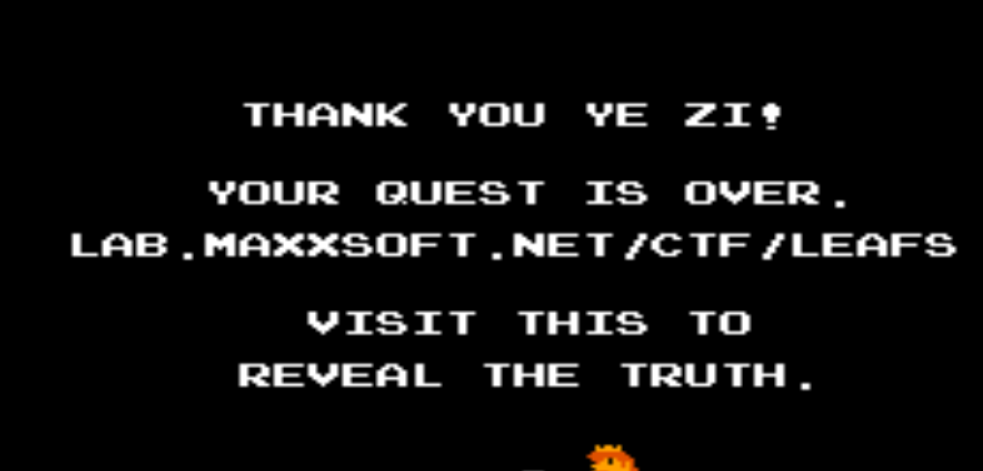 THANK YOU YE ZI!
YOUR QUEST IS OVER.
LAB.MAXXSOFT.NET/CTF/LEAFS
VISIT THIS TO
REVEAL THE TRUTH.